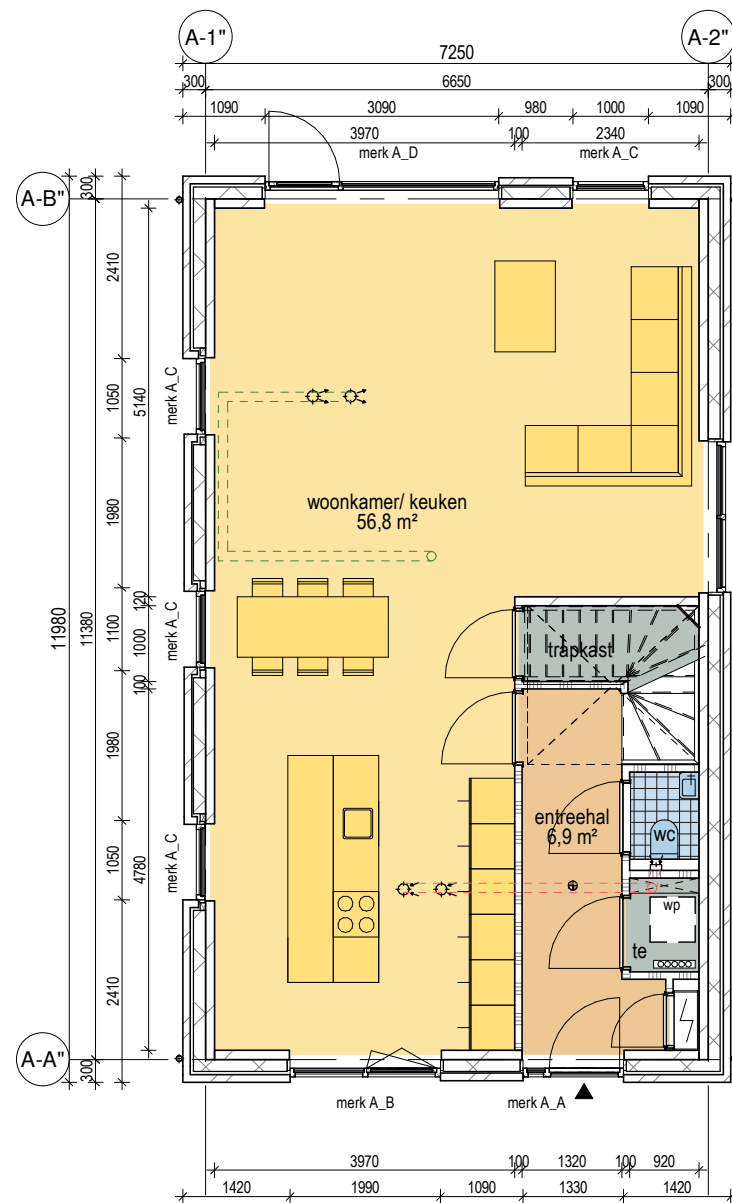 A-1" A-2"
7250
300 6650 300
1090 3090 980 1000 1090
3970 100 2340
merk A_D merk A_C
A-B"
300
2410
1050
5140
merk A_C
woonkamer/ keuken
56,8 m²
1980
11980
11380
120
1100
1000
merk A_C
trapkast
100
1980
entreehal
6,9 m²
wc
1050
4780
merk A_C
wp
te
2410
A-A"
300
merk A_B merk A_A
3970 100 1320 100 920
1420 1990 1090 1330 1420